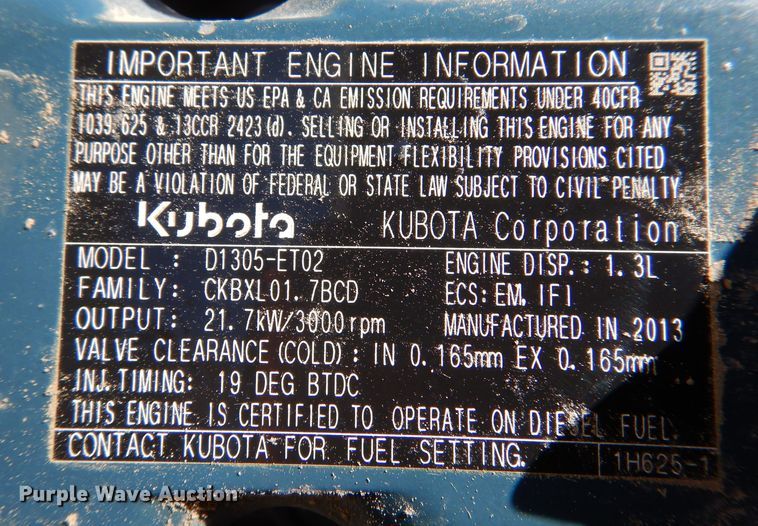 IMPORTANT ENGINE INFORMATION
THIS ENGINE MEETS US EPA & CA EMISSION REQUIREMENTS UNDER 40CFR
1039.625 & 13CCR 2423(d). SELLING OR INSTALLING THIS ENGINE FOR ANY
PURPOSE OTHER THAN FOR THE EQUIPMENT FLEXIBILITY PROVISIONS CITED
MAY BE A VIOLATION OF FEDERAL OR STATE LAW SUBJECT TO CIVIL PENALTY.
Kubota KUBOTA Corporation
MODEL: D1305-ET02 ENGINE DISP.: 1.3L
FAMILY: CKBXL01.7BCD ECS: EM, IFI
OUTPUT: 21.7kW/3000rpm MANUFACTURED IN 2013
VALVE CLEARANCE(COLD): IN 0.165mm EX 0.165mm
INJ.TIMING: 19 DEG BTDC
THIS ENGINE IS CERTIFIED TO OPERATE ON DIESEL FUEL.
CONTACT KUBOTA FOR FUEL SETTING. 1H625-1
Purple Wave Auction